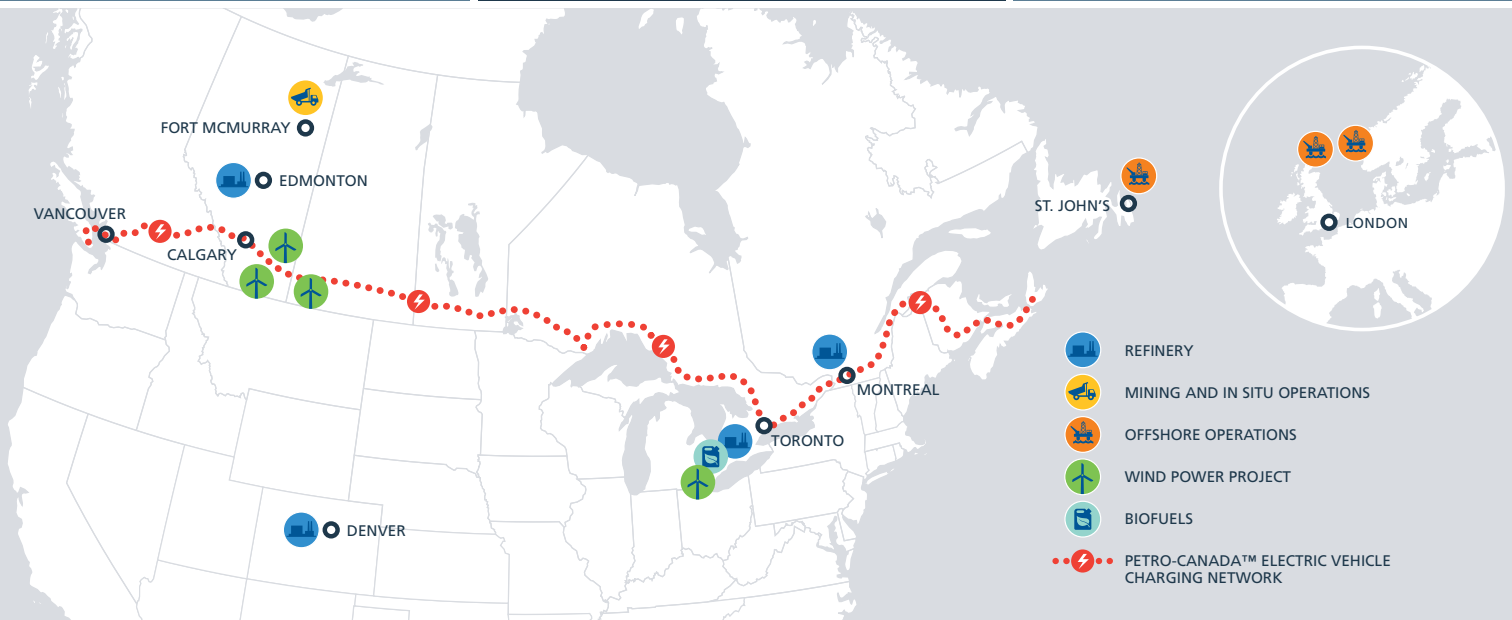 FORT MCMURRAY
EDMONTON
VANCOUVER
CALGARY
ST. JOHN'S
LONDON
MONTREAL
TORONTO
DENVER
REFINERY
MINING AND IN SITU OPERATIONS
OFFSHORE OPERATIONS
WIND POWER PROJECT
BIOFUELS
PETRO-CANADA™ ELECTRIC VEHICLE
CHARGING NETWORK